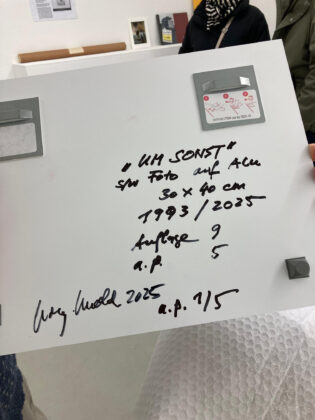 „UM SONST"
s/w Foto auf Alu
30 x 40 cm
1993/2025
Auflage 9
a.p. 5
2025
a.p. 1/5